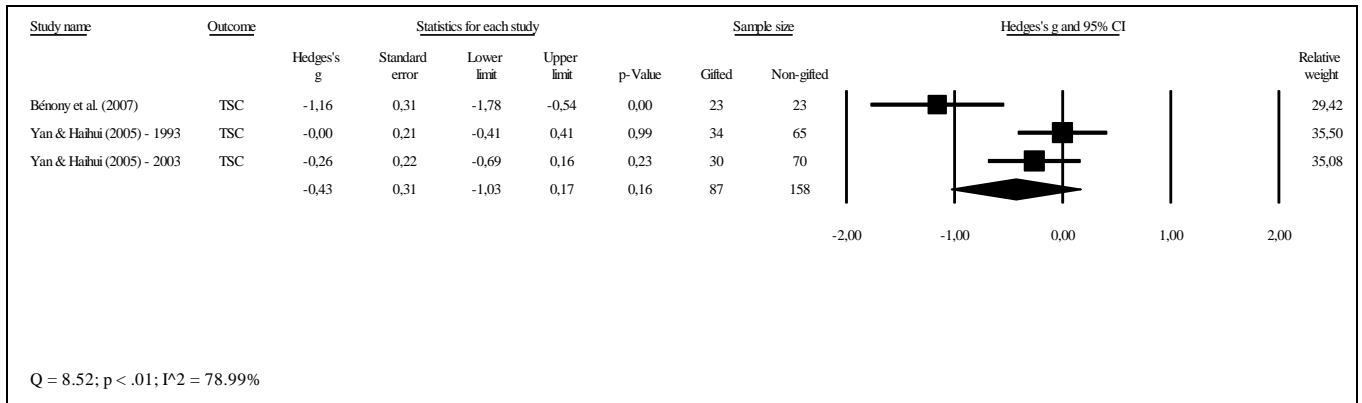 Study name Outcome Statistics for each study Sample size Hedges's g and 95% CI
Hedges's Standard Lower Upper Relative
g error limit limit p-Value Gifted Non-gifted weight
Bénony et al. (2007) TSC -1,16 0,31 -1,78 -0,54 0,00 23 23 29,42
Yan & Haihui (2005) - 1993 TSC -0,00 0,21 -0,41 0,41 0,99 34 65 35,50
Yan & Haihui (2005) - 2003 TSC -0,26 0,22 -0,69 0,16 0,23 30 70 35,08
-0,43 0,31 -1,03 0,17 0,16 87 158
-2,00 -1,00 0,00 1,00 2,00
Q = 8.52; p < .01; I^2 = 78.99%